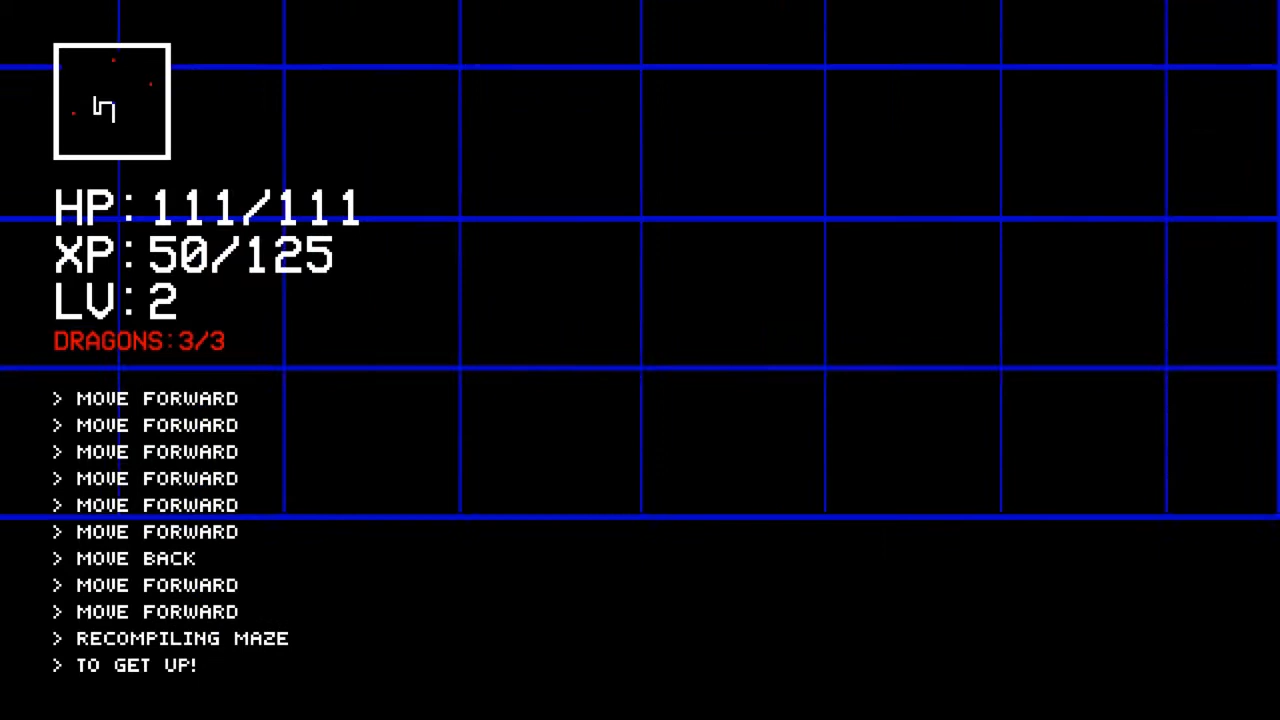 HP: 111/111
XP: 50/125
LV: 2
DRAGONS:3/3
> MOVE FORWARD
> MOVE FORWARD
> MOVE FORWARD
> MOVE FORWARD
> MOVE FORWARD
> MOVE FORWARD
> MOVE BACK
> MOVE FORWARD
> MOVE FORWARD
> RECOMPILING MAZE
> TO GET UP!